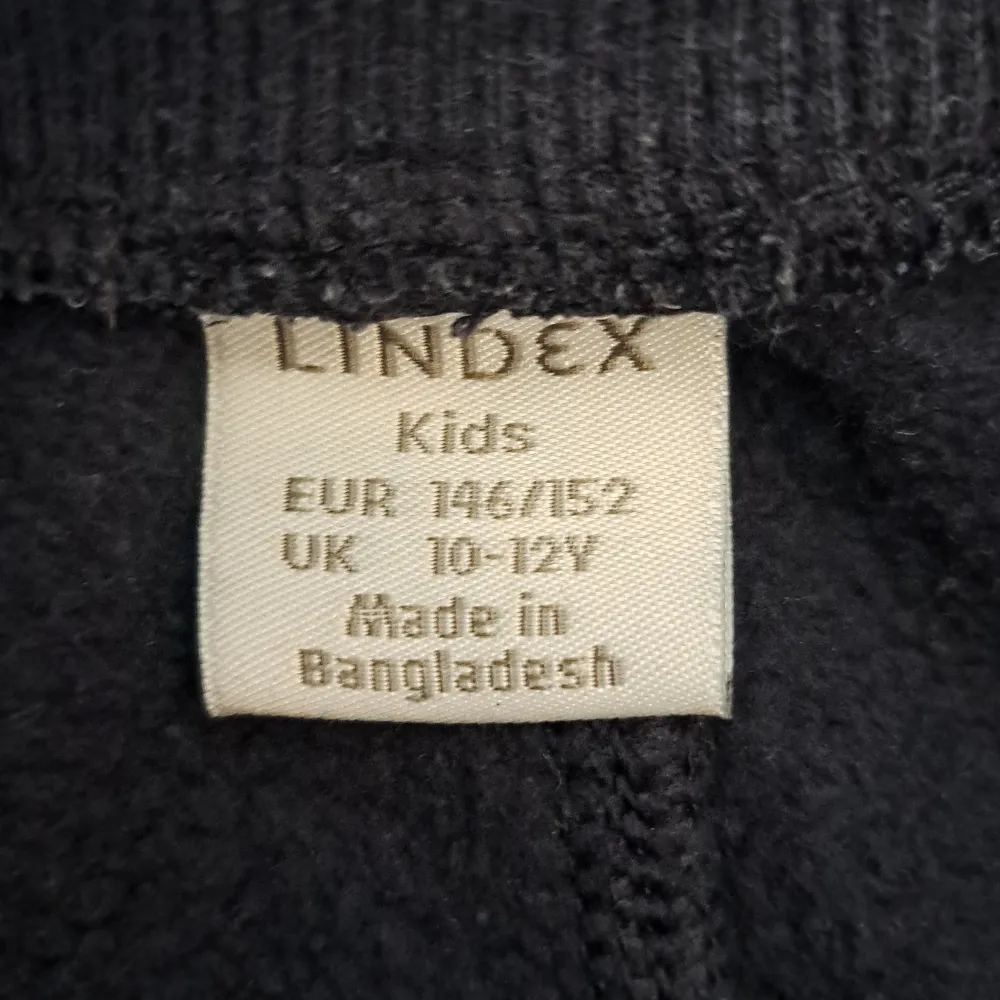 LINDEX
Kids
EUR 146/152
UK 10-12Y
Made in
Bangladesh